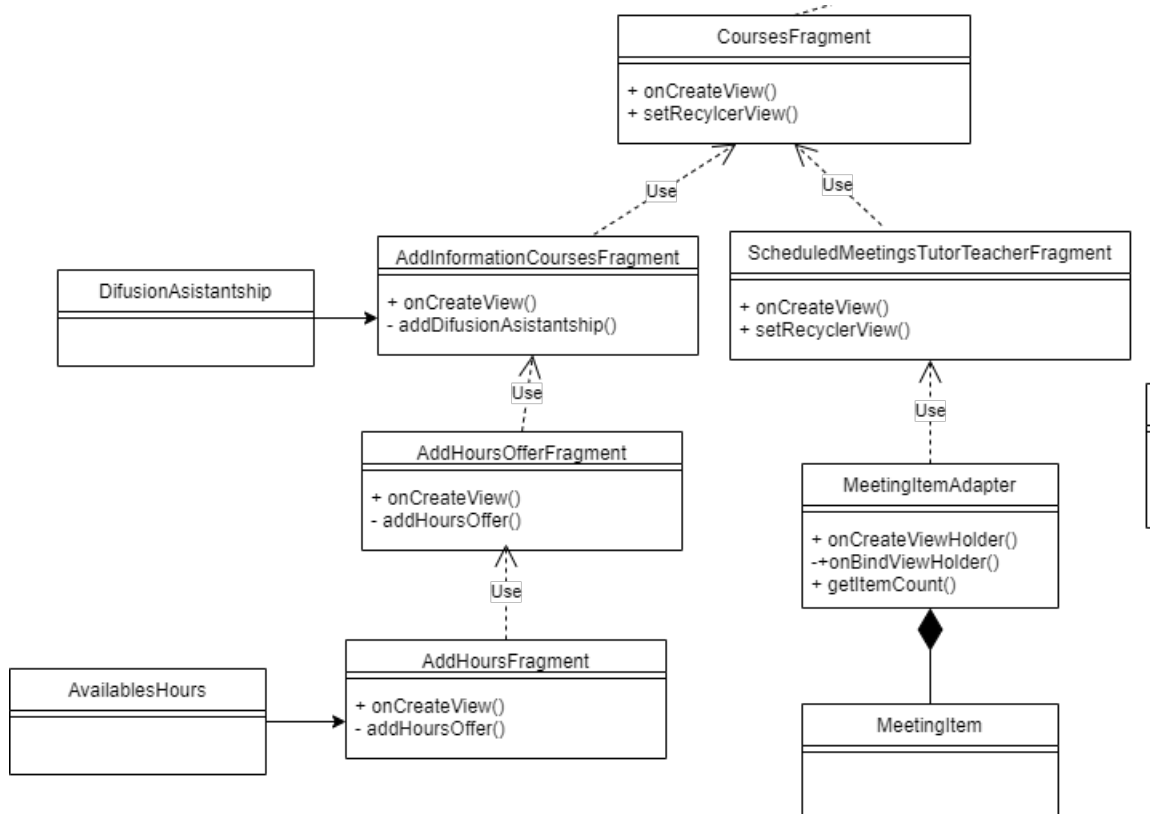 CoursesFragment
+ onCreateView()
+ setRecylcerView()
Use
Use
AddInformationCoursesFragment
+ onCreateView()
- addDifusionAsistantship()
ScheduledMeetingsTutorTeacherFragment
+ onCreateView()
+ setRecyclerView()
DifusionAsistantship
Use
Use
AddHoursOfferFragment
+ onCreateView()
- addHoursOffer()
MeetingItemAdapter
+ onCreateViewHolder()
-+onBindViewHolder()
+ getItemCount()
Use
AddHoursFragment
+ onCreateView()
- addHoursOffer()
AvailablesHours
MeetingItem